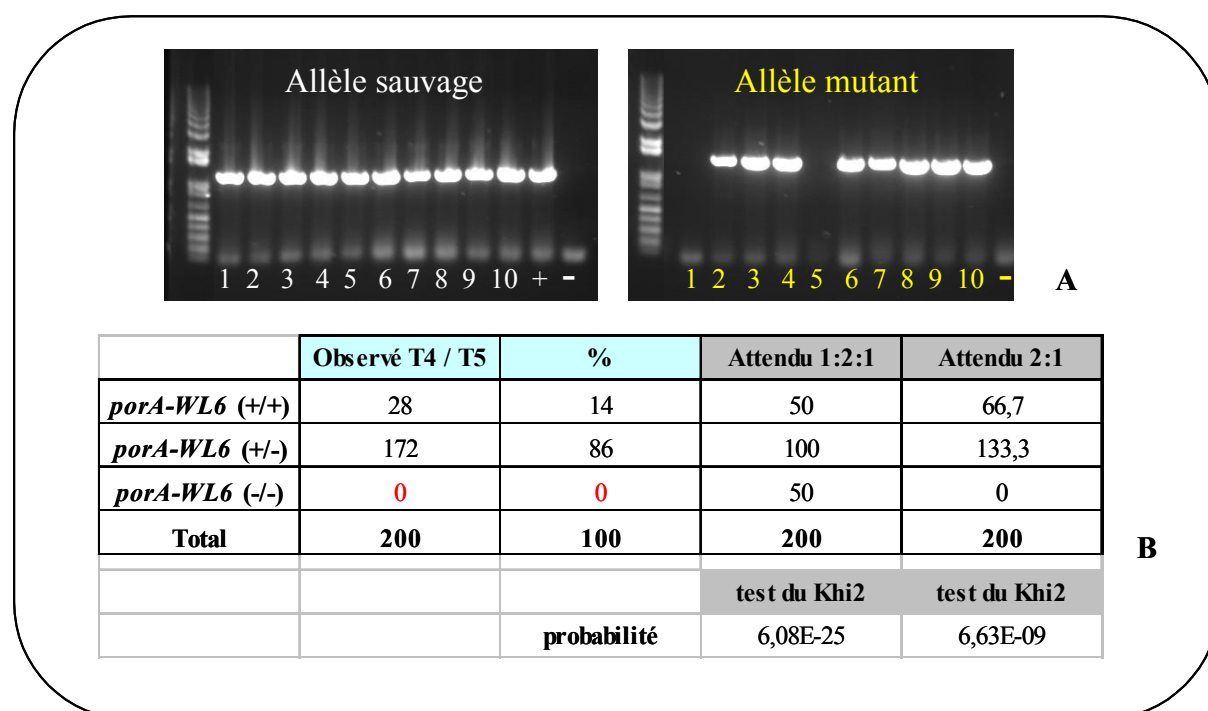 Allèle sauvage
1 2 3 4 5 6 7 8 9 10 + -
Allèle mutant
1 2 3 4 5 6 7 8 9 10 -
A
Observé T4 / T5 % Attendu 1:2:1 Attendu 2:1
porA-WL6 (+/+) 28 14 50 66,7
porA-WL6 (+/-) 172 86 100 133,3
porA-WL6 (-/-) 0 0 50 0
Total 200 100 200 200
B
test du Khi2 test du Khi2
probabilité 6,08E-25 6,63E-09